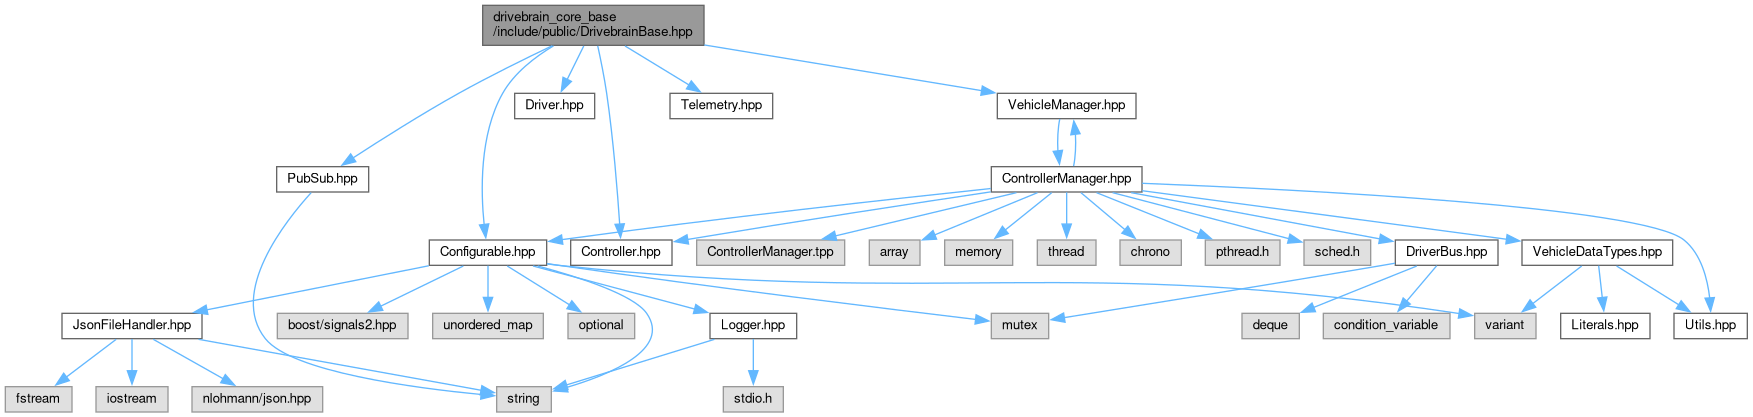 drivebrain_core_base
/include/public/DrivebrainBase.hpp
Driver.hpp
Telemetry.hpp
VehicleManager.hpp
PubSub.hpp
ControllerManager.hpp
Configurable.hpp
Controller.hpp
ControllerManager.tpp
array
memory
thread
chrono
pthread.h
sched.h
DriverBus.hpp
VehicleDataTypes.hpp
JsonFileHandler.hpp
boost/signals2.hpp
unordered_map
optional
Logger.hpp
mutex
deque
condition_variable
variant
Literals.hpp
Utils.hpp
fstream
iostream
nlohmann/json.hpp
string
stdio.h